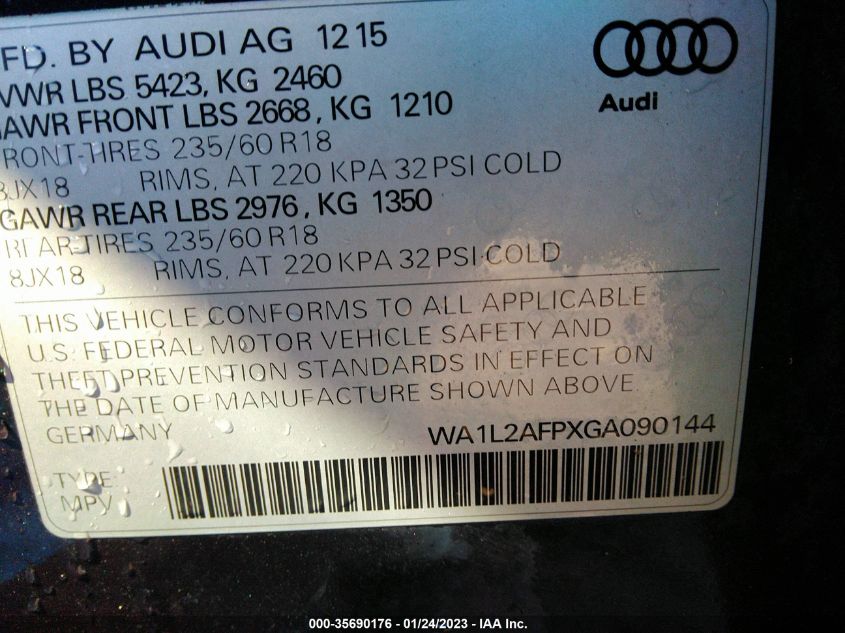 FD. BY AUDI AG 12 15
VWR LBS 5423, KG 2460
AWR FRONT LBS 2668, KG 1210
RONT-TIRES 235/60 R18
8JX18 RIMS, AT 220 KPA 32 PSI COLD
GAWR REAR LBS 2976, KG 1350
REAR-TIRES 235/60 R18
8JX18 RIMS, AT 220 KPA 32 PSI COLD
Audi
THIS VEHICLE CONFORMS TO ALL APPLICABLE
U.S. FEDERAL MOTOR VEHICLE SAFETY AND
THEFT PREVENTION STANDARDS IN EFFECT ON
THE DATE OF MANUFACTURE SHOWN ABOVE.
GERMANY WA1L2AFPXGA090144
TYPE:
MPV
000-35690176 - 01/24/2023 - IAA Inc.